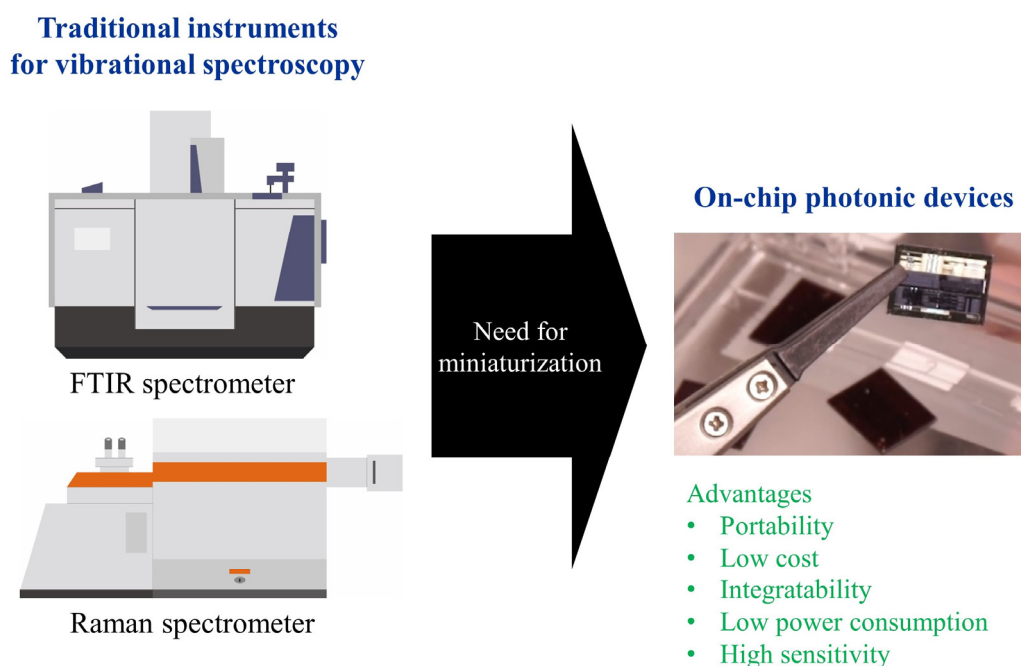 Traditional instruments
for vibrational spectroscopy
FTIR spectrometer
Raman spectrometer
Need for
miniaturization
On-chip photonic devices
Advantages
• Portability
• Low cost
• Integratability
• Low power consumption
• High sensitivity